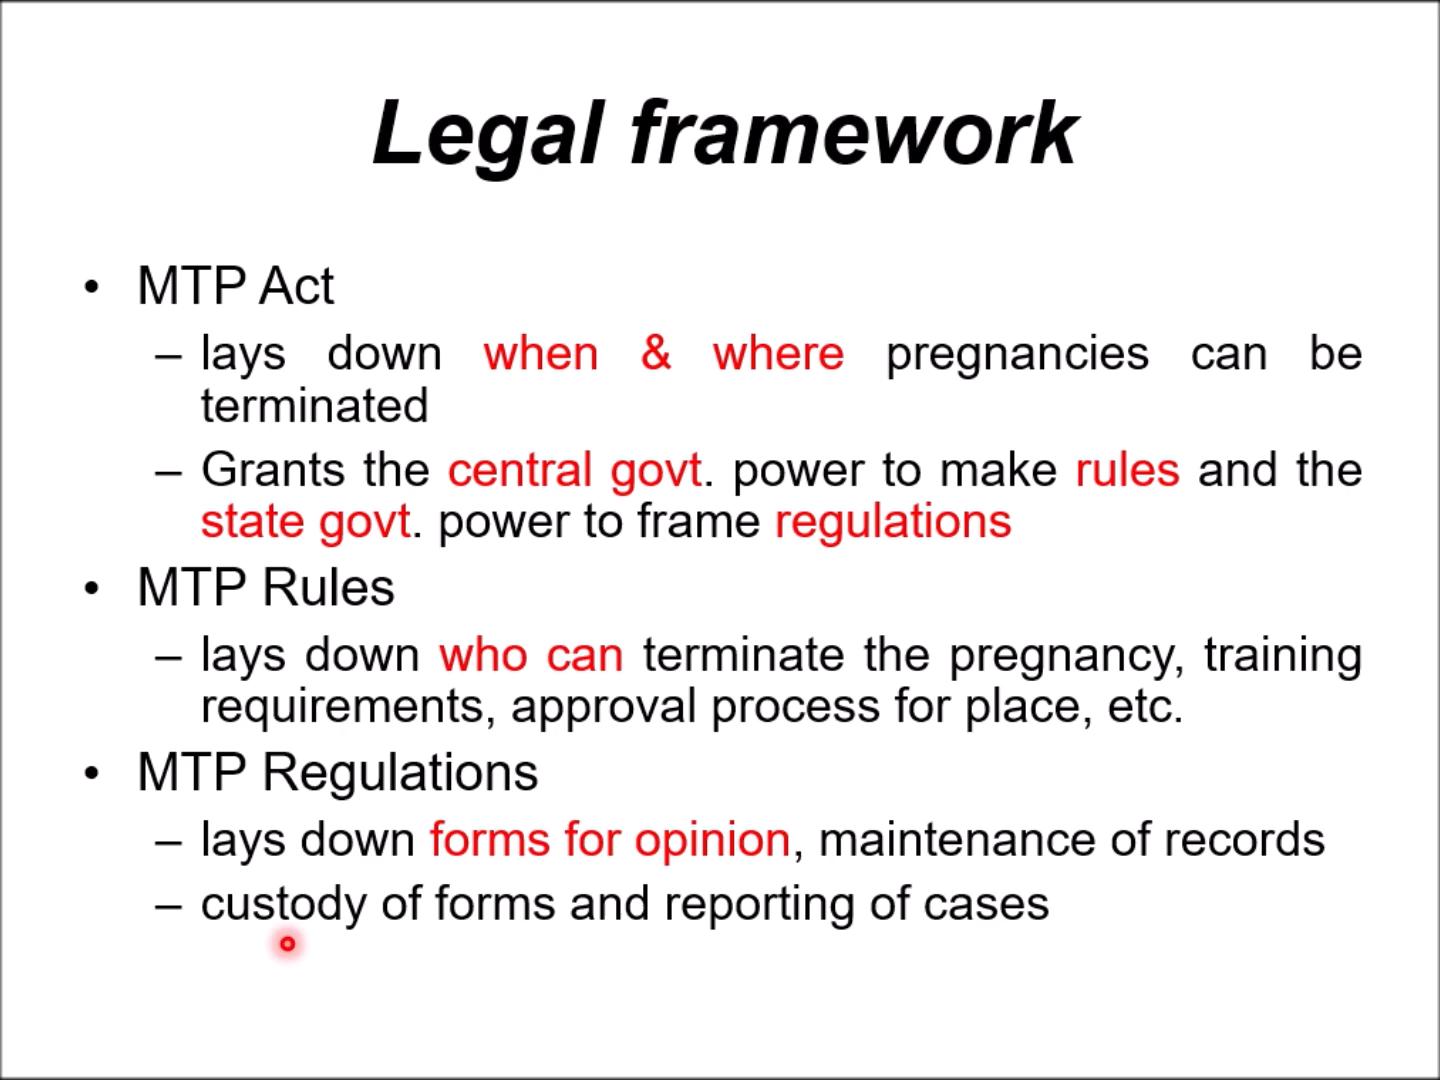 Legal framework
• MTP Act
– lays down when & where pregnancies can be
terminated
– Grants the central govt. power to make rules and the
state govt. power to frame regulations
• MTP Rules
– lays down who can terminate the pregnancy, training
requirements, approval process for place, etc.
• MTP Regulations
– lays down forms for opinion, maintenance of records
– custody of forms and reporting of cases